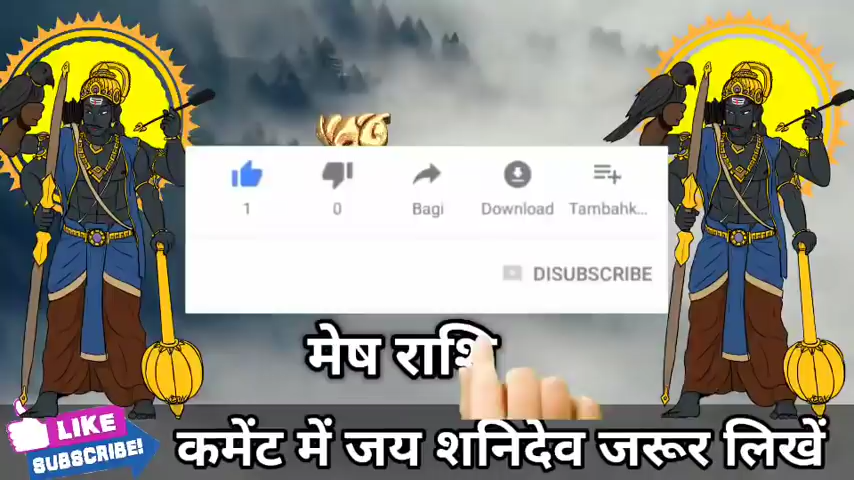 1
0
Bagi
Download
Tambahk...
DISUBSCRIBE
मेष राशि
LIKE
SUBSCRIBE!
कमेंट में जय शनिदेव जरूर लिखें